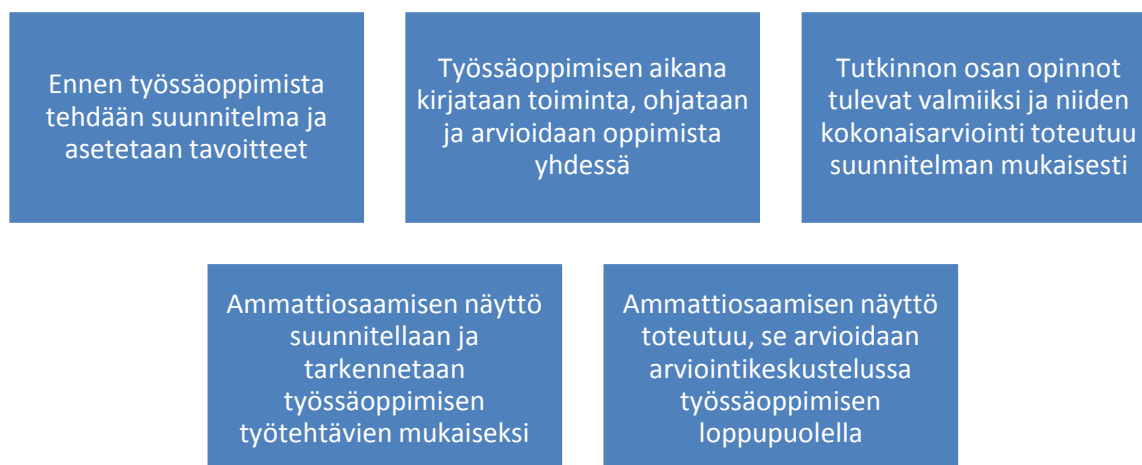 Ennen työssäoppimista
tehdään suunnitelma ja
asetetaan tavoitteet
Työssäoppimisen aikana
kirjataan toiminta, ohjataan
ja arvioidaan oppimista
yhdessä
Tutkinnon osan opinnot
tulevat valmiiksi ja niiden
kokonaisarviointi toteutuu
suunnitelman mukaisesti
Ammattiosaamisen näyttö
suunnitellaan ja
tarkennetaan
työssäoppimisen
työtehtävien mukaiseksi
Ammattiosaamisen näyttö
toteutuu, se arvioidaan
arviointikeskustelussa
työssäoppimisen
loppupuolella